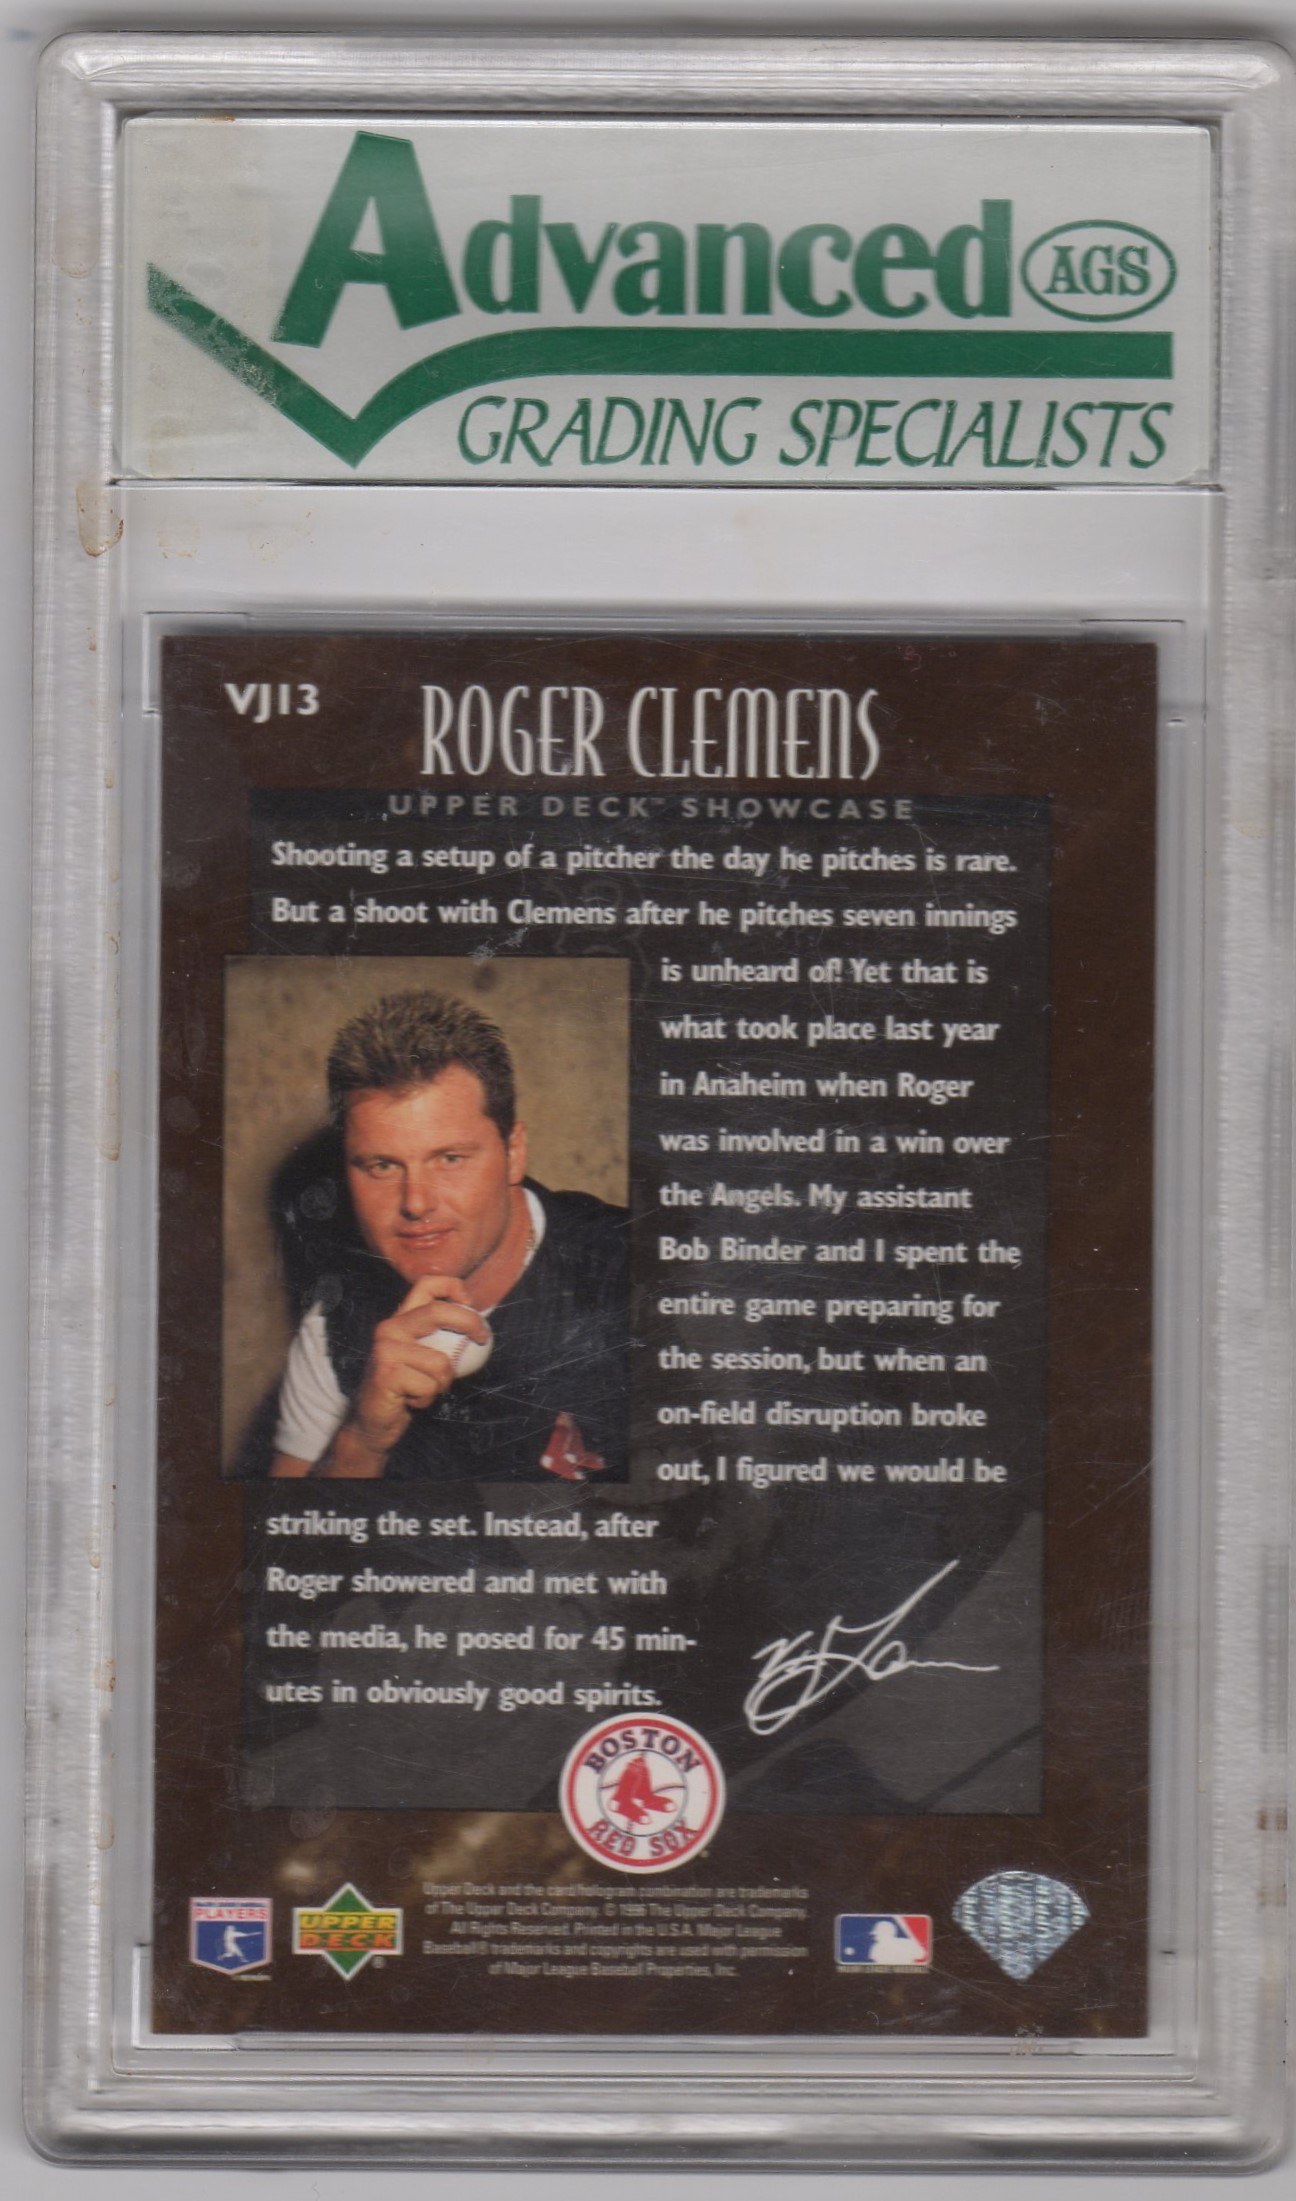 Advanced AGS
GRADING SPECIALISTS
VJ13
ROGER CLEMENS
UPPER DECK™ SHOWCASE
Shooting a setup of a pitcher the day he pitches is rare.
But a shoot with Clemens after he pitches seven innings
is unheard of! Yet that is
what took place last year
in Anaheim when Roger
was involved in a win over
the Angels. My assistant
Bob Binder and I spent the
entire game preparing for
the session, but when an
on-field disruption broke
out, I figured we would be
striking the set. Instead, after
Roger showered and met with
the media, he posed for 45 min-
utes in obviously good spirits.
BOSTON
RED SOX
PLAYERS
UPPER
DECK
Upper Deck and the card/hologram combination are trademarks
of The Upper Deck Company. © 1996 The Upper Deck Company.
All Rights Reserved. Printed in the U.S.A. Major League
Baseball® trademarks and copyrights are used with permission
of Major League Baseball Properties, Inc.